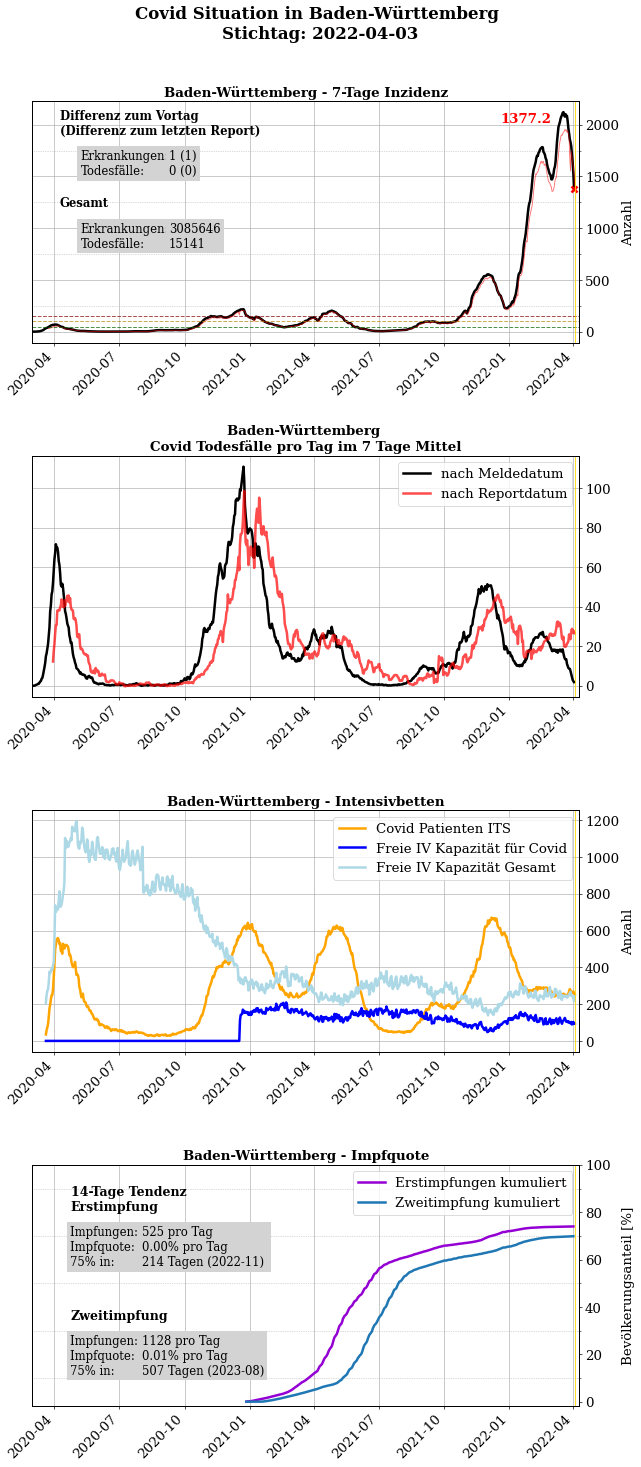 Covid Situation in Baden-Württemberg
Stichtag: 2022-04-03
Baden-Württemberg - 7-Tage Inzidenz
Differenz zum Vortag
(Differenz zum letzten Report)
Erkrankungen 1 (1)
Todesfälle: 0 (0)
Gesamt
Erkrankungen 3085646
Todesfälle: 15141
1377.2
2000
1500
1000
500
0
Anzahl
2020-04
2020-07
2020-10
2021-01
2021-04
2021-07
2021-10
2022-01
2022-04
Baden-Württemberg
Covid Todesfälle pro Tag im 7 Tage Mittel
nach Meldedatum
nach Reportdatum
100
80
60
40
20
0
2020-04
2020-07
2020-10
2021-01
2021-04
2021-07
2021-10
2022-01
2022-04
Baden-Württemberg - Intensivbetten
Covid Patienten ITS
Freie IV Kapazität für Covid
Freie IV Kapazität Gesamt
1200
1000
800
600
400
200
0
Anzahl
2020-04
2020-07
2020-10
2021-01
2021-04
2021-07
2021-10
2022-01
2022-04
Baden-Württemberg - Impfquote
14-Tage Tendenz
Erstimpfung
Impfungen: 525 pro Tag
Impfquote: 0.00% pro Tag
75% in: 214 Tagen (2022-11)
Zweitimpfung
Impfungen: 1128 pro Tag
Impfquote: 0.01% pro Tag
75% in: 507 Tagen (2023-08)
Erstimpfungen kumuliert
Zweitimpfung kumuliert
100
80
60
40
20
0
Bevölkerungsanteil [%]
2020-04
2020-07
2020-10
2021-01
2021-04
2021-07
2021-10
2022-01
2022-04